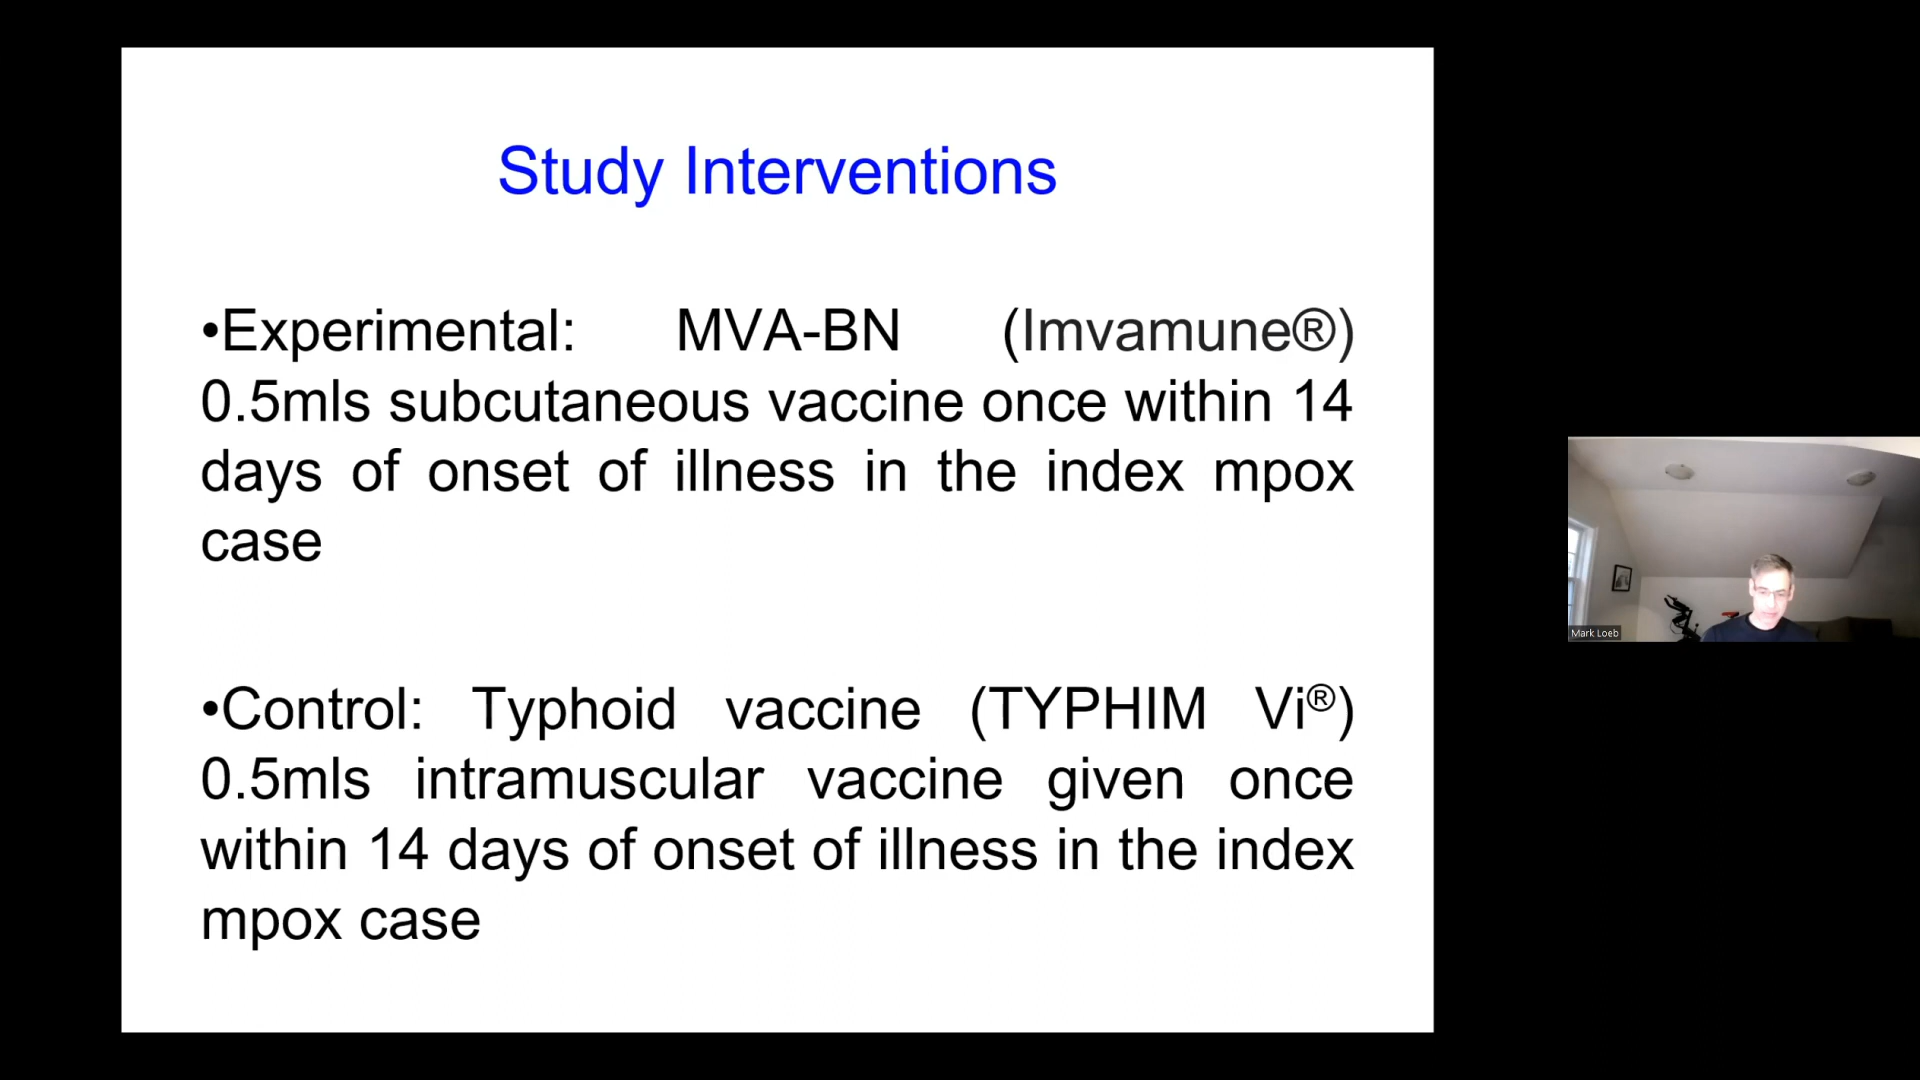 Study Interventions
•Experimental: MVA-BN (Imvamune®)
0.5mls subcutaneous vaccine once within 14
days of onset of illness in the index mpox
case
•Control: Typhoid vaccine (TYPHIM Vi®)
0.5mls intramuscular vaccine given once
within 14 days of onset of illness in the index
mpox case
Mark Loeb